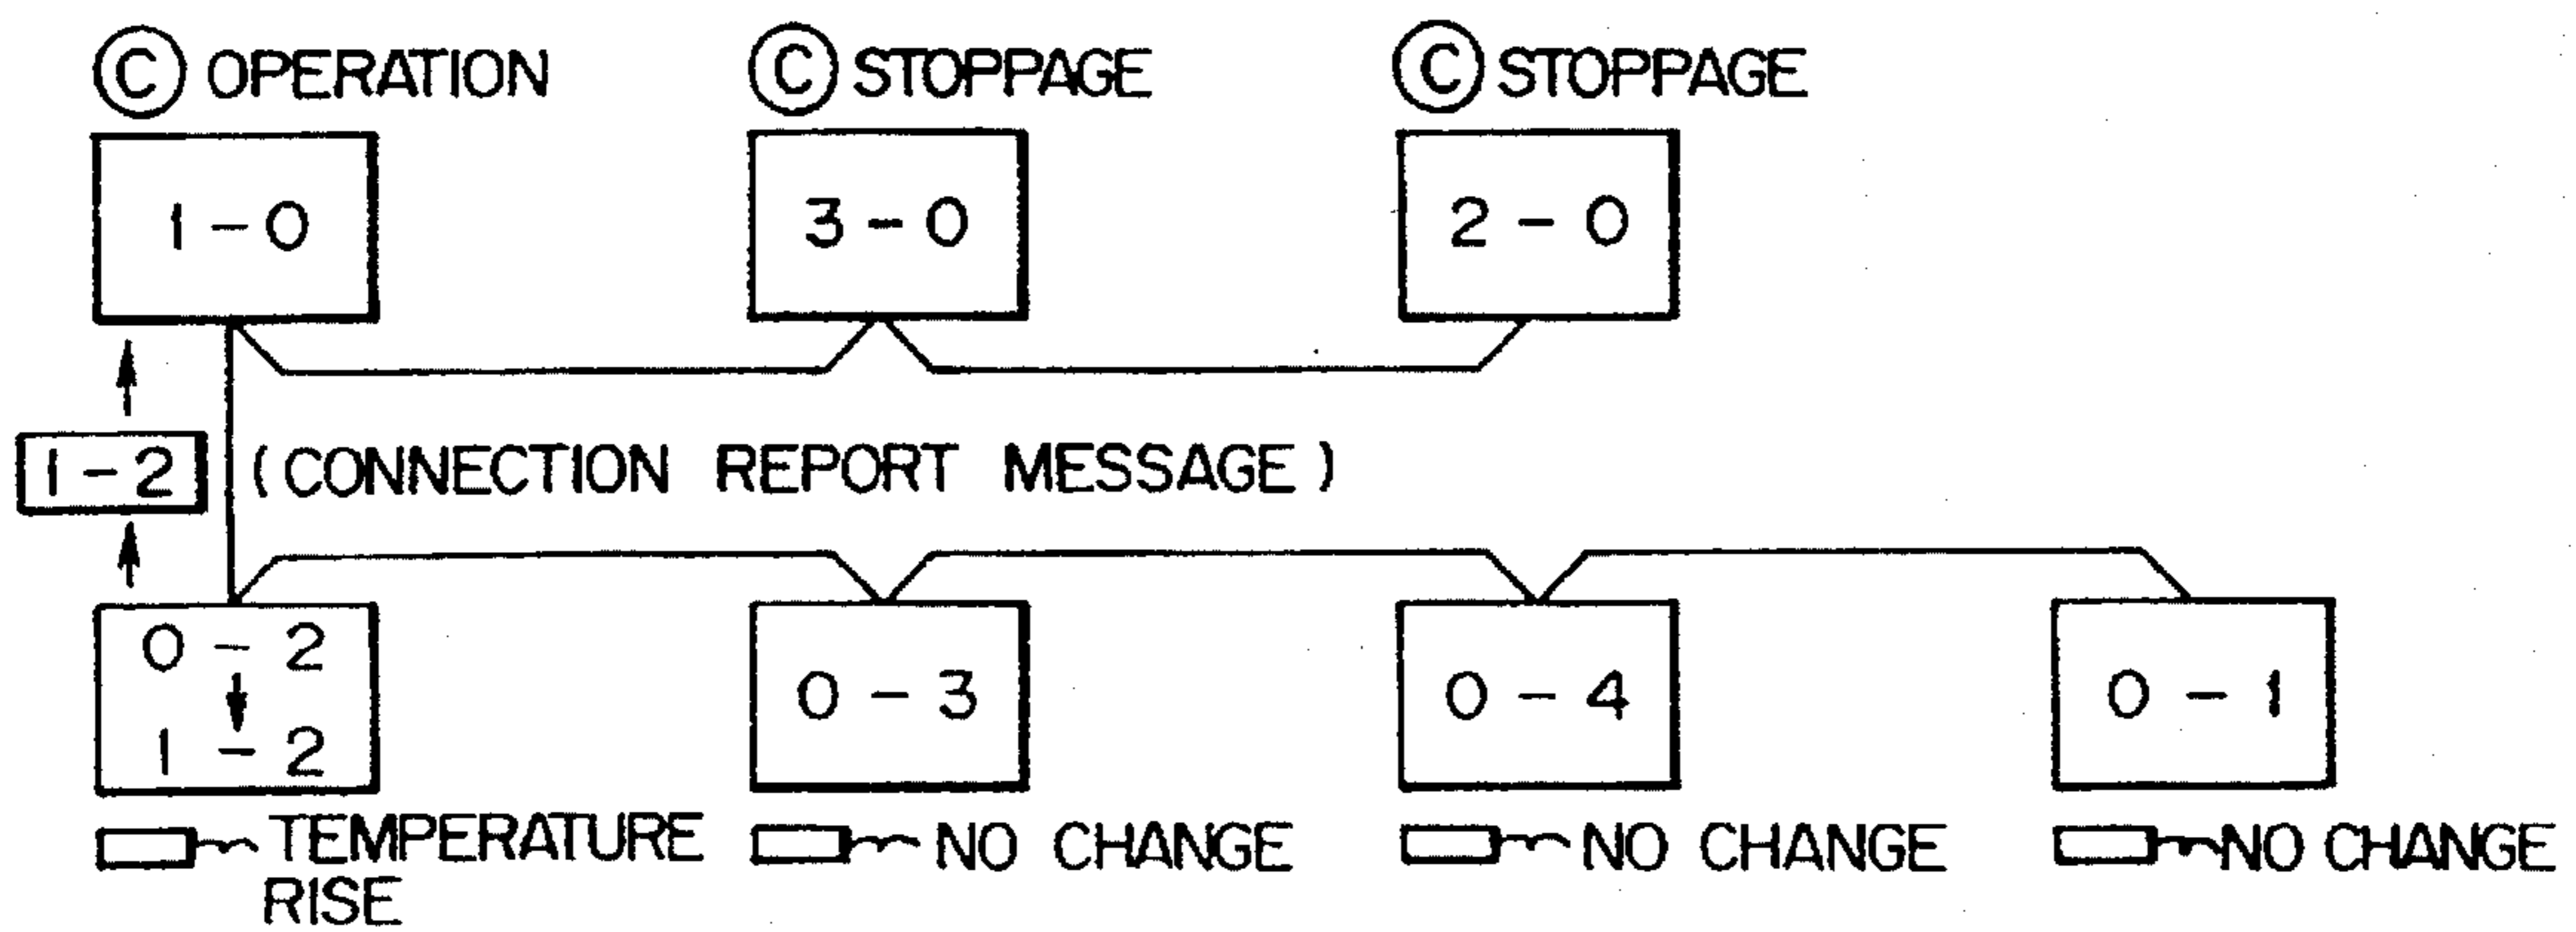 Ⓒ OPERATION Ⓒ STOPPAGE Ⓒ STOPPAGE
1-0 3-0 2-0
1-2 (CONNECTION REPORT MESSAGE)
0-2
0-3 0-4 0-1
1-2
TEMPERATURE NO CHANGE NO CHANGE NO CHANGE
RISE